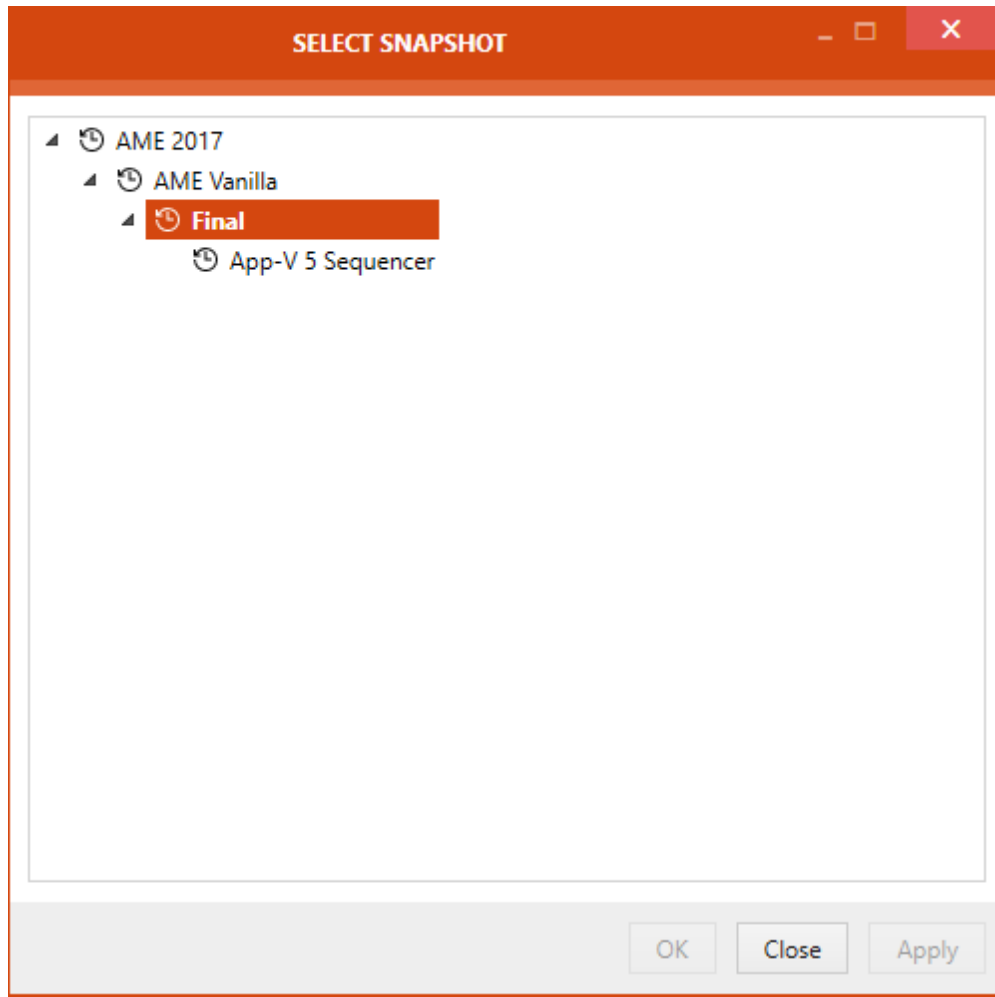 SELECT SNAPSHOT
AME 2017
AME Vanilla
Final
App-V 5 Sequencer
OK Close Apply